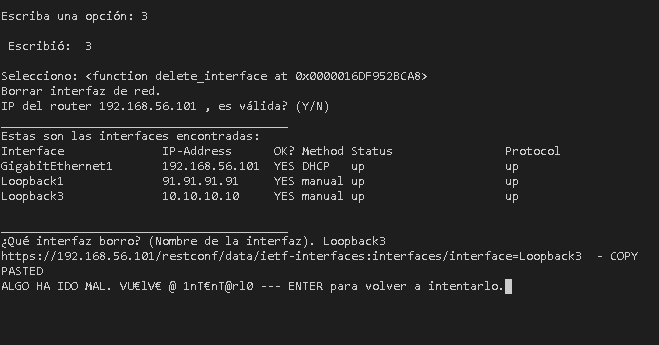 Escriba una opción: 3
Escribió:  3
Selecciono: <function delete_interface at 0x0000016DF952BCA8>
Borrar interfaz de red.
IP del router 192.168.56.101 , es válida? (Y/N)
________________________________________
Estas son las interfaces encontradas:
Interface             IP-Address      OK? Method Status                Protocol
GigabitEthernet1      192.168.56.101  YES DHCP   up                    up
Loopback1             91.91.91.91     YES manual up                    up
Loopback3             10.10.10.10     YES manual up                    up
________________________________________
¿Qué interfaz borro? (Nombre de la interfaz). Loopback3
https://192.168.56.101/restconf/data/ietf-interfaces:interfaces/interface=Loopback3  - COPY
PASTED
ALGO HA IDO MAL. VU€lV€ @ 1nT€nT@rl0 --- ENTER para volver a intentarlo.